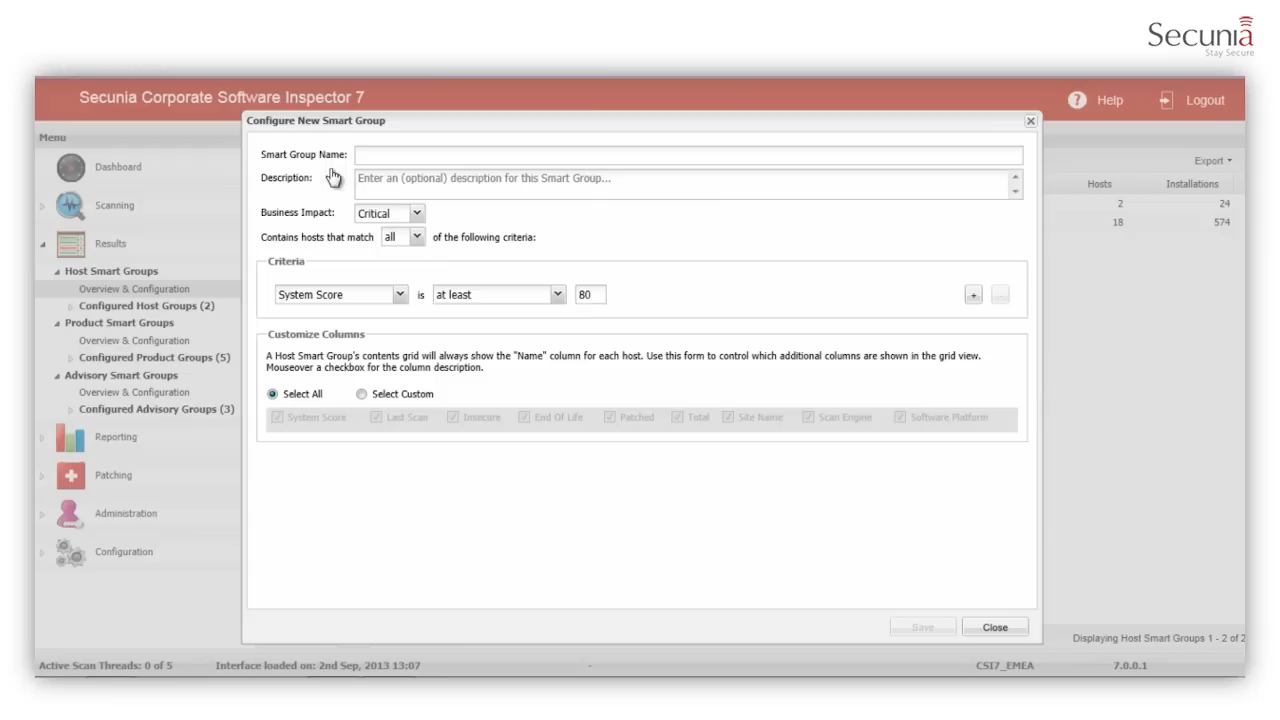 Secunia
Stay Secure
Secunia Corporate Software Inspector 7
Help
Logout
Menu
Dashboard
Scanning
Results
Host Smart Groups
Overview & Configuration
Configured Host Groups (2)
Product Smart Groups
Overview & Configuration
Configured Product Groups (5)
Advisory Smart Groups
Overview & Configuration
Configured Advisory Groups (3)
Reporting
Patching
Administration
Configuration
Configure New Smart Group
Smart Group Name:
Description: Enter an (optional) description for this Smart Group...
Business Impact: Critical
Contains hosts that match all of the following criteria:
Criteria
System Score is at least 80
Customize Columns
A Host Smart Group's contents grid will always show the "Name" column for each host. Use this form to control which additional columns are shown in the grid view.
Mouseover a checkbox for the column description.
Select All Select Custom
System Score Last Scan Insecure End Of Life Patched Total Site Name Scan Engine Software Platform
Save Close
Export
Hosts Installations
2 24
18 574
Displaying Host Smart Groups 1 - 2 of 2
Active Scan Threads: 0 of 5 Interface loaded on: 2nd Sep, 2013 13:07 - CSI7_EMEA 7.0.0.1